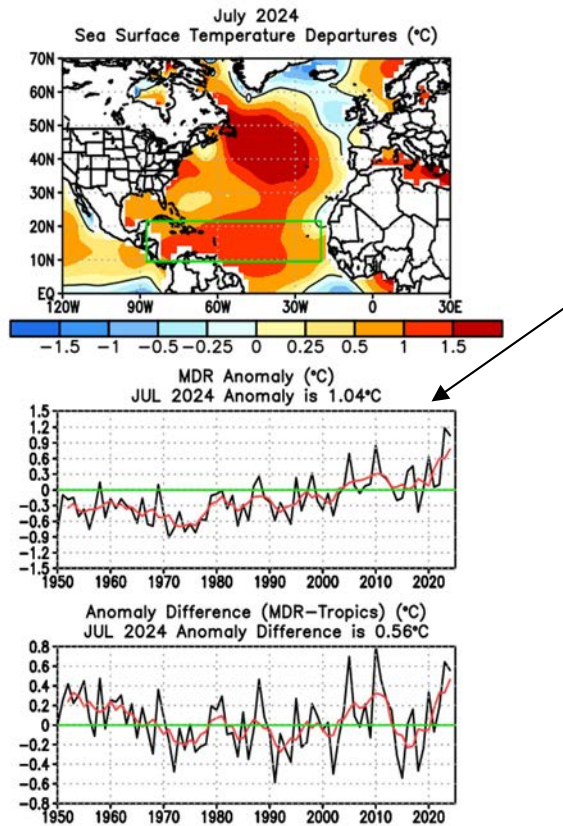 July 2024
Sea Surface Temperature Departures (°C)
70N
60N
50N
40N
30N
20N
10N
EQ
120W 90W 60W 30W 0 30E
-1.5 -1 -0.5 -0.25 0 0.25 0.5 1 1.5
MDR Anomaly (°C)
JUL 2024 Anomaly is 1.04°C
1.5
1.2
0.9
0.6
0.3
0
-0.3
-0.6
-0.9
-1.2
-1.5
1950 1960 1970 1980 1990 2000 2010 2020
Anomaly Difference (MDR-Tropics) (°C)
JUL 2024 Anomaly Difference is 0.56°C
0.8
0.6
0.4
0.2
0
-0.2
-0.4
-0.6
-0.8
1950 1960 1970 1980 1990 2000 2010 2020